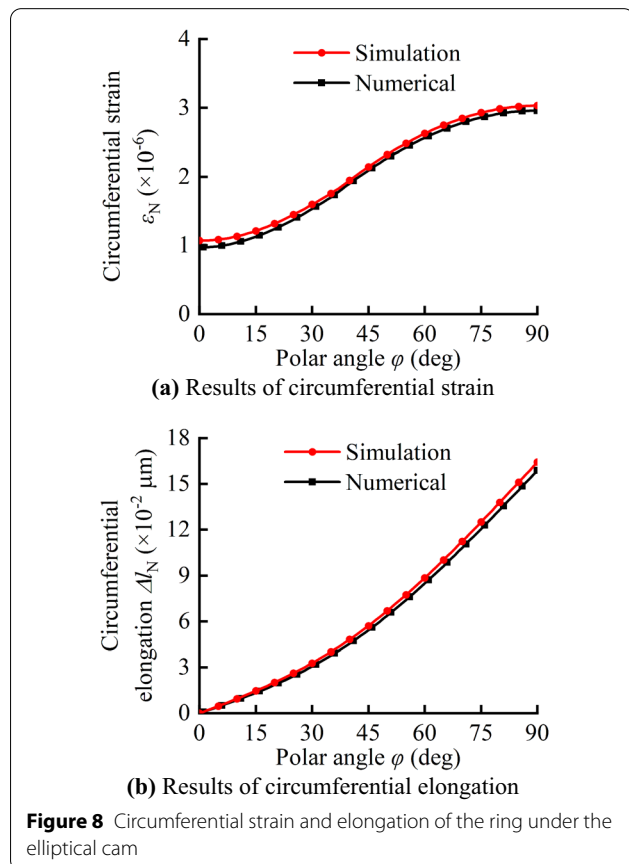 4
3
2
1
0
Circumferential strain
ε_N (×10⁻⁶)
Simulation
Numerical
0 15 30 45 60 75 90
Polar angle φ (deg)
(a) Results of circumferential strain
18
15
12
9
6
3
0
Circumferential
elongation Δl_N (×10⁻² μm)
Simulation
Numerical
0 15 30 45 60 75 90
Polar angle φ (deg)
(b) Results of circumferential elongation
Figure 8 Circumferential strain and elongation of the ring under the
elliptical cam